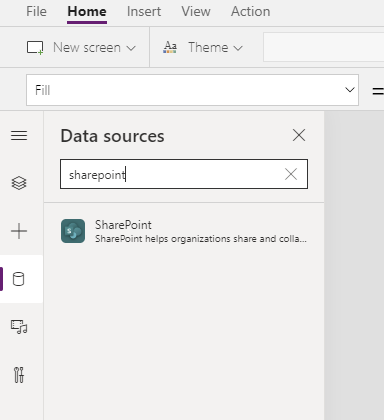 File Home Insert View Action
New screen Theme
Fill =
Data sources
sharepoint
SharePoint
SharePoint helps organizations share and colla...